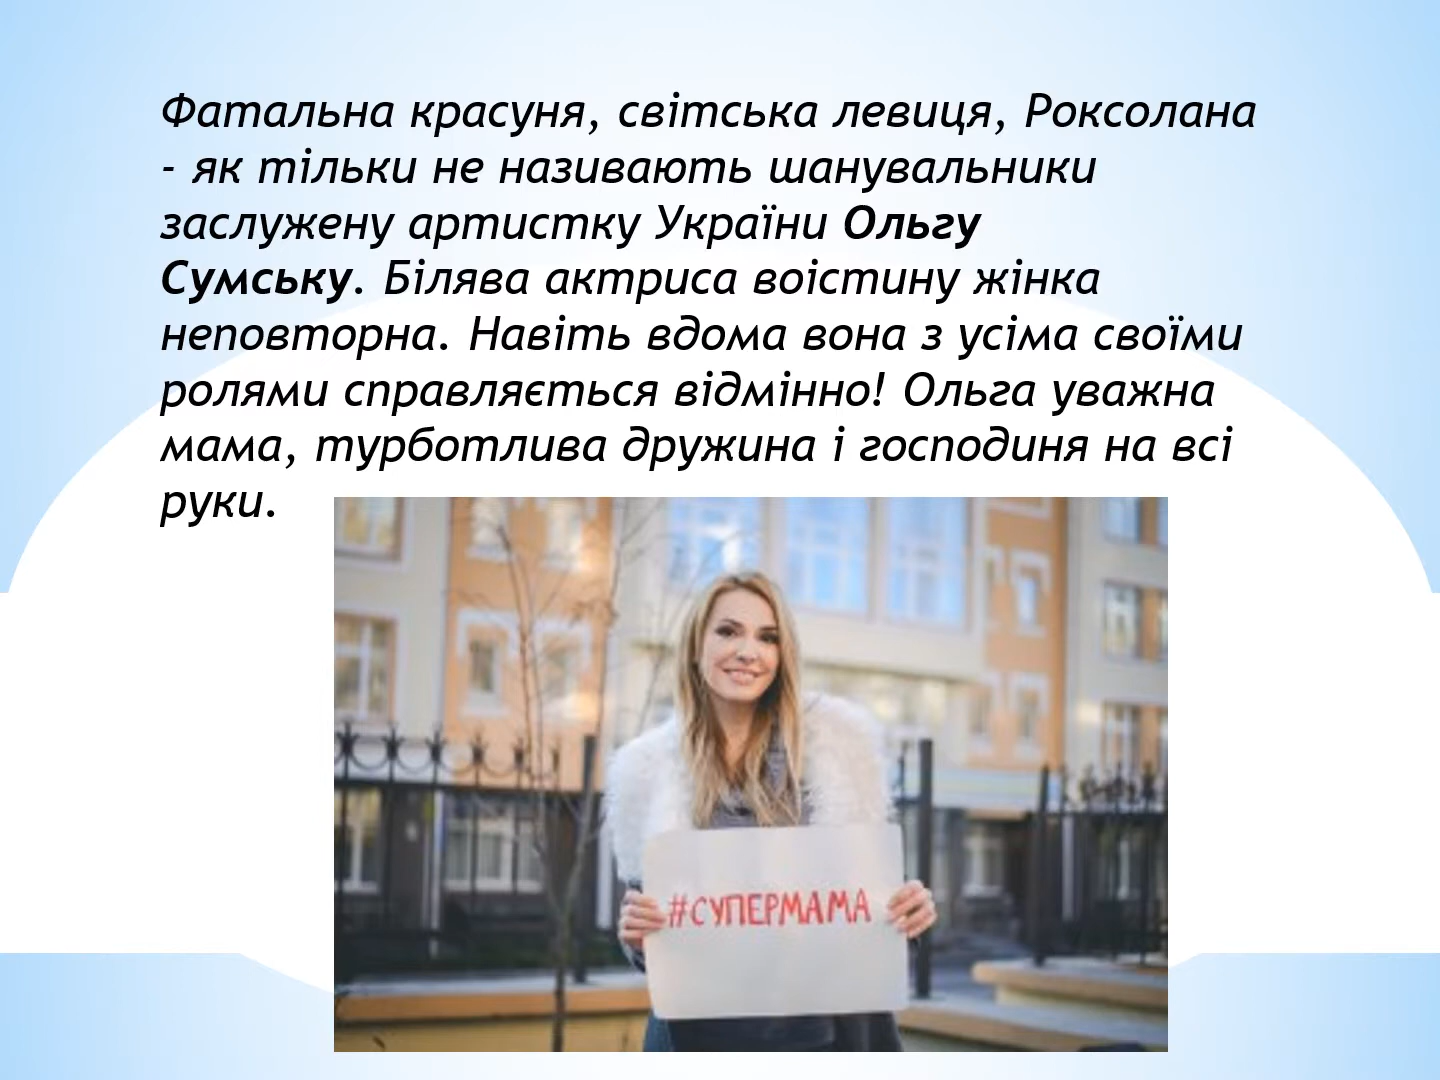 Фатальна красуня, світська левиця, Роксолана
- як тільки не називають шанувальники
заслужену артистку України Ольгу
Сумську. Білява актриса воістину жінка
неповторна. Навіть вдома вона з усіма своїми
ролями справляється відмінно! Ольга уважна
мама, турботлива дружина і господиня на всі
руки.
#СУПЕРМАМА